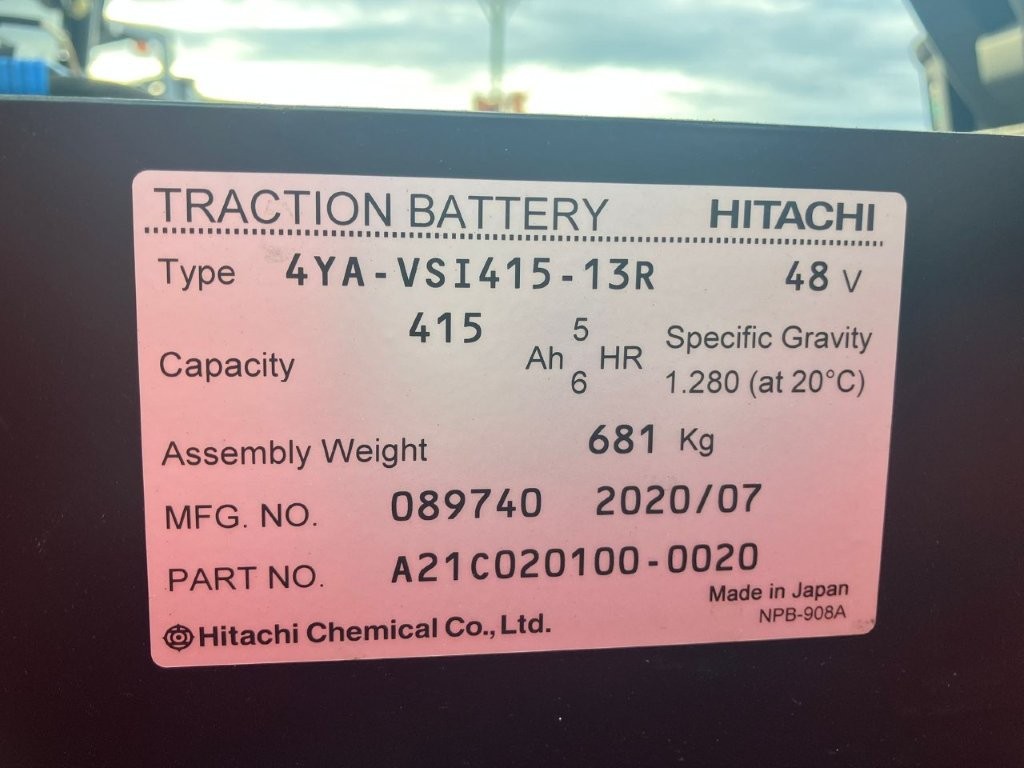 TRACTION BATTERY HITACHI
Type 4YA-VSI415-13R 48 V
Capacity 415 Ah 5 6 HR Specific Gravity
1.280 (at 20°C)
Assembly Weight 681 Kg
MFG. NO. 089740 2020/07
PART NO. A21C020100-0020
Made in Japan
Hitachi Chemical Co., Ltd. NPB-908A